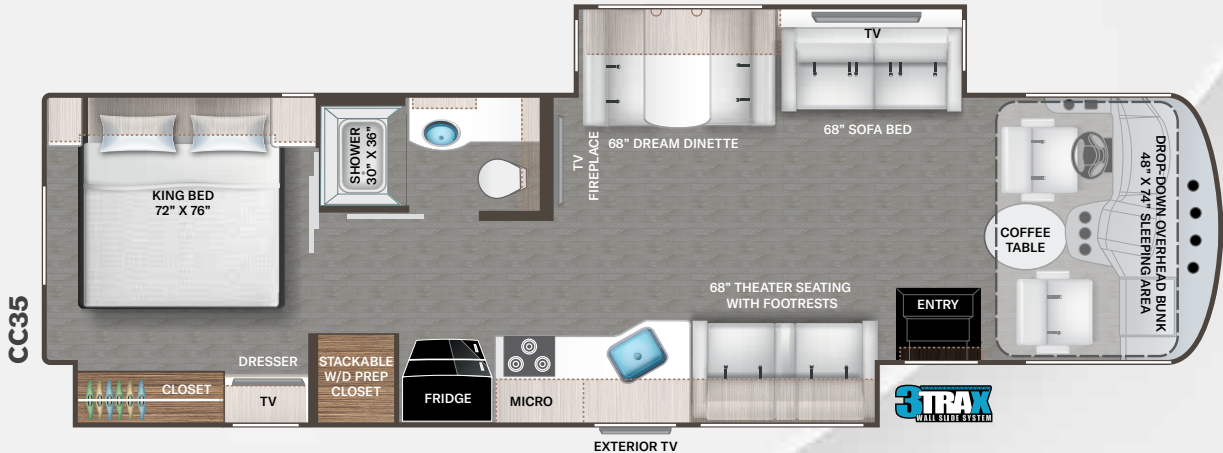 CC35
KING BED
72" X 76"
SHOWER
30" X 36"
TV
FIREPLACE
68" DREAM DINETTE
TV
68" SOFA BED
DROP-DOWN OVERHEAD BUNK
48" X 74" SLEEPING AREA
COFFEE
TABLE
68" THEATER SEATING
WITH FOOTRESTS
ENTRY
CLOSET
DRESSER
TV
STACKABLE
W/D PREP
CLOSET
FRIDGE
MICRO
EXTERIOR TV
3TRAX
WALL SLIDE SYSTEM